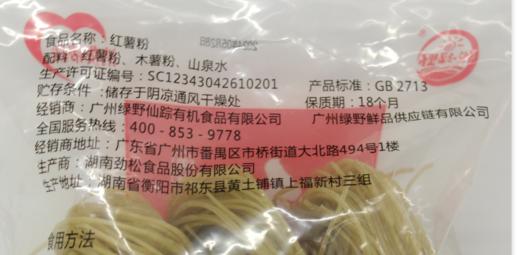 食品名称：红薯粉
配料：红薯粉、木薯粉、山泉水
生产许可证编号：SC12343042610201 产品标准：GB 2713
贮存条件：储存于阴凉通风干燥处 保质期：18个月
经销商：广州绿野仙踪有机食品有限公司 广州绿野鲜品供应链有限公司
全国服务热线：400-853-9778
经销商地址：广东省广州市番禺区市桥街道大北路494号1楼
生产商：湖南劲松食品股份有限公司
生产地址：湖南省衡阳市祁东县黄土铺镇上福新村三组
食用方法